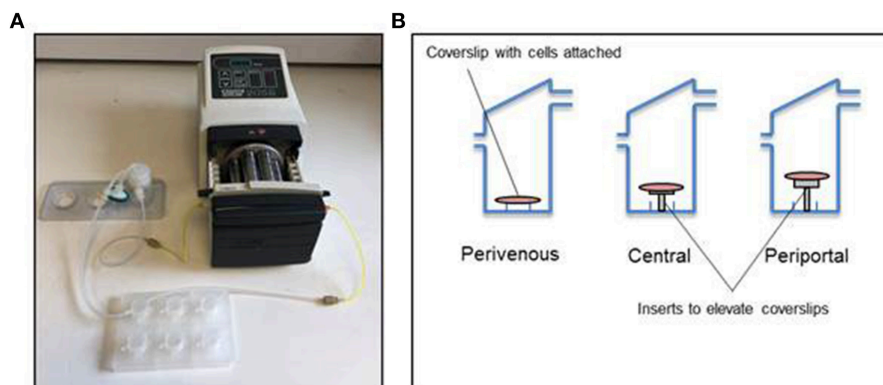 A
B
Coverslip with cells attached
Perivenous
Central
Periportal
Inserts to elevate coverslips